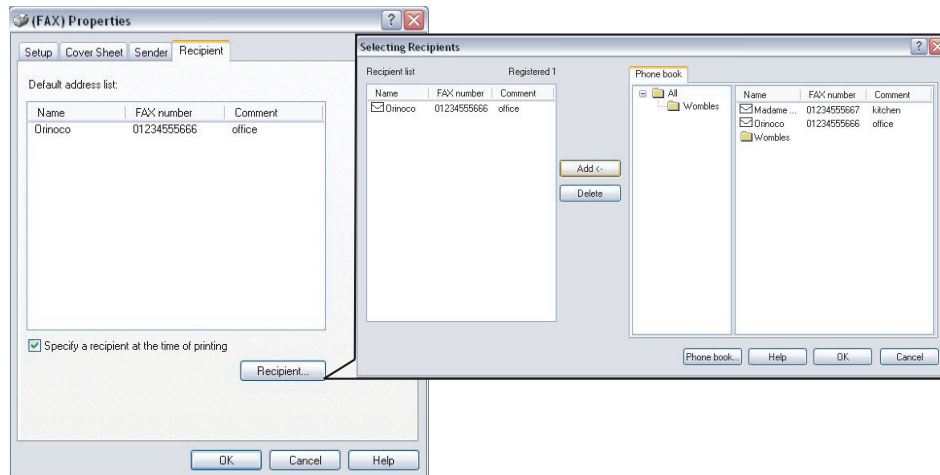 (FAX) Properties
Setup Cover Sheet Sender Recipient
Default address list:
Name FAX number Comment
Orinoco 01234555666 office
Specify a recipient at the time of printing
Recipient...
OK Cancel Help
Selecting Recipients
Recipient list Registered 1
Name FAX number Comment
Orinoco 01234555666 office
Add <-
Delete
Phone book
All
Wombles
Name FAX number Comment
Madame ... 01234555667 kitchen
Orinoco 01234555666 office
Wombles
Phone book... Help OK Cancel